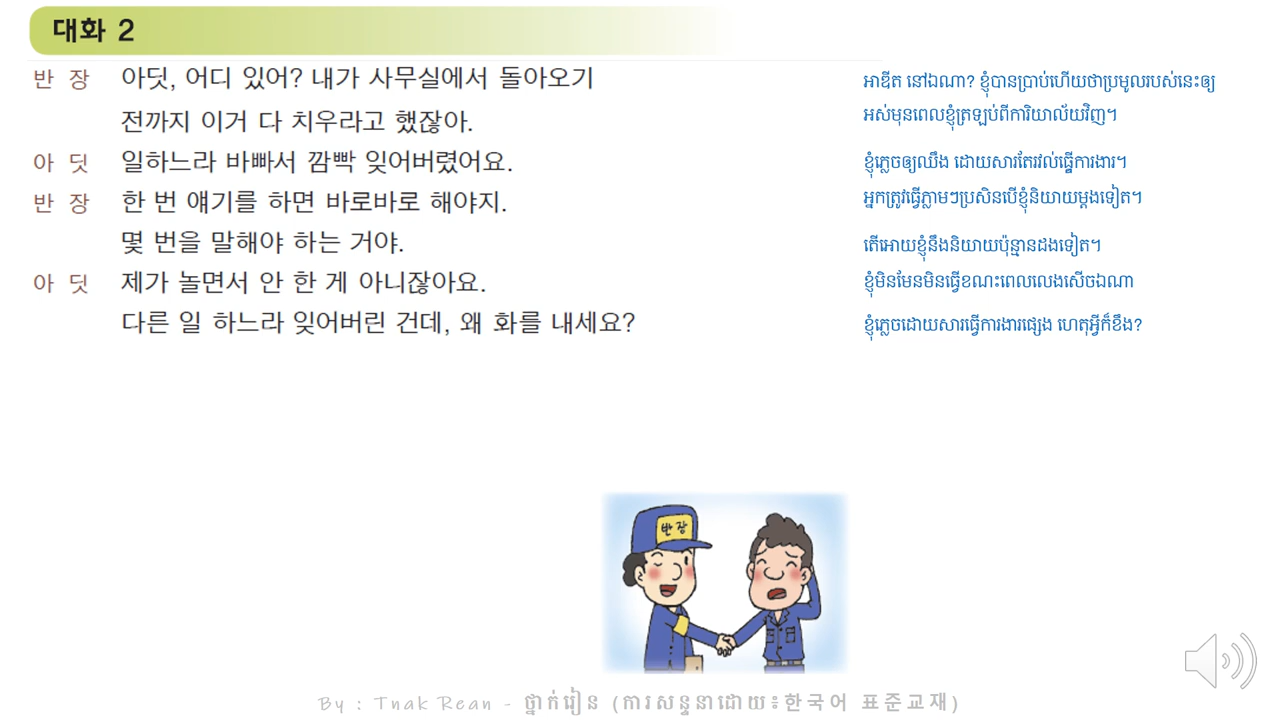 대화 2
반 장 아딧, 어디 있어? 내가 사무실에서 돌아오기
전까지 이거 다 치우라고 했잖아.
아 딧 일하느라 바빠서 깜빡 잊어버렸어요.
반 장 한 번 얘기를 하면 바로바로 해야지.
몇 번을 말해야 하는 거야.
아 딧 제가 놀면서 안 한 게 아니잖아요.
다른 일 하느라 잊어버린 건데, 왜 화를 내세요?
អាឌីត នៅឯណា? ខ្ញុំបានប្រាប់ហើយថាប្រមូលរបស់នេះឲ្យ
អស់មុនពេលខ្ញុំត្រឡប់ពីការិយាល័យវិញ។
ខ្ញុំភ្លេចឲ្យឈឹង ដោយសារតែរវល់ធ្វើការងារ។
អ្នកត្រូវធ្វើភ្លាមៗប្រសិនបើខ្ញុំនិយាយម្ដងទៀត។
តើអោយខ្ញុំនឹងនិយាយប៉ុន្មានដងទៀត។
ខ្ញុំមិនមែនមិនធ្វើខណះពេលលេងសើចឯណា
ខ្ញុំភ្លេចដោយសារធ្វើការងារផ្សេង ហេតុអ្វីក៏ខឹង?
반장
By : Tnak Rean - ថ្នាក់រៀន (ការសន្ទនាដោយ៖한국어 표준교재)